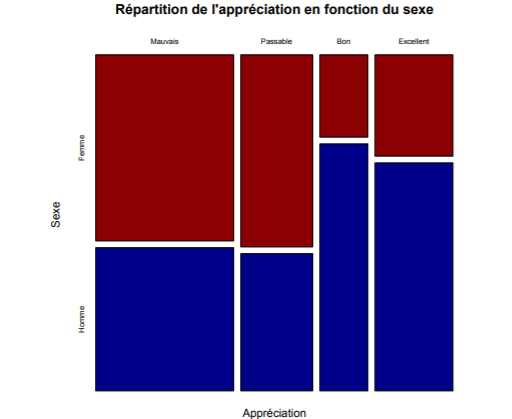 Répartition de l'appréciation en fonction du sexe
Mauvais Passable Bon Excellent
Femme
Sexe
Homme
Appréciation